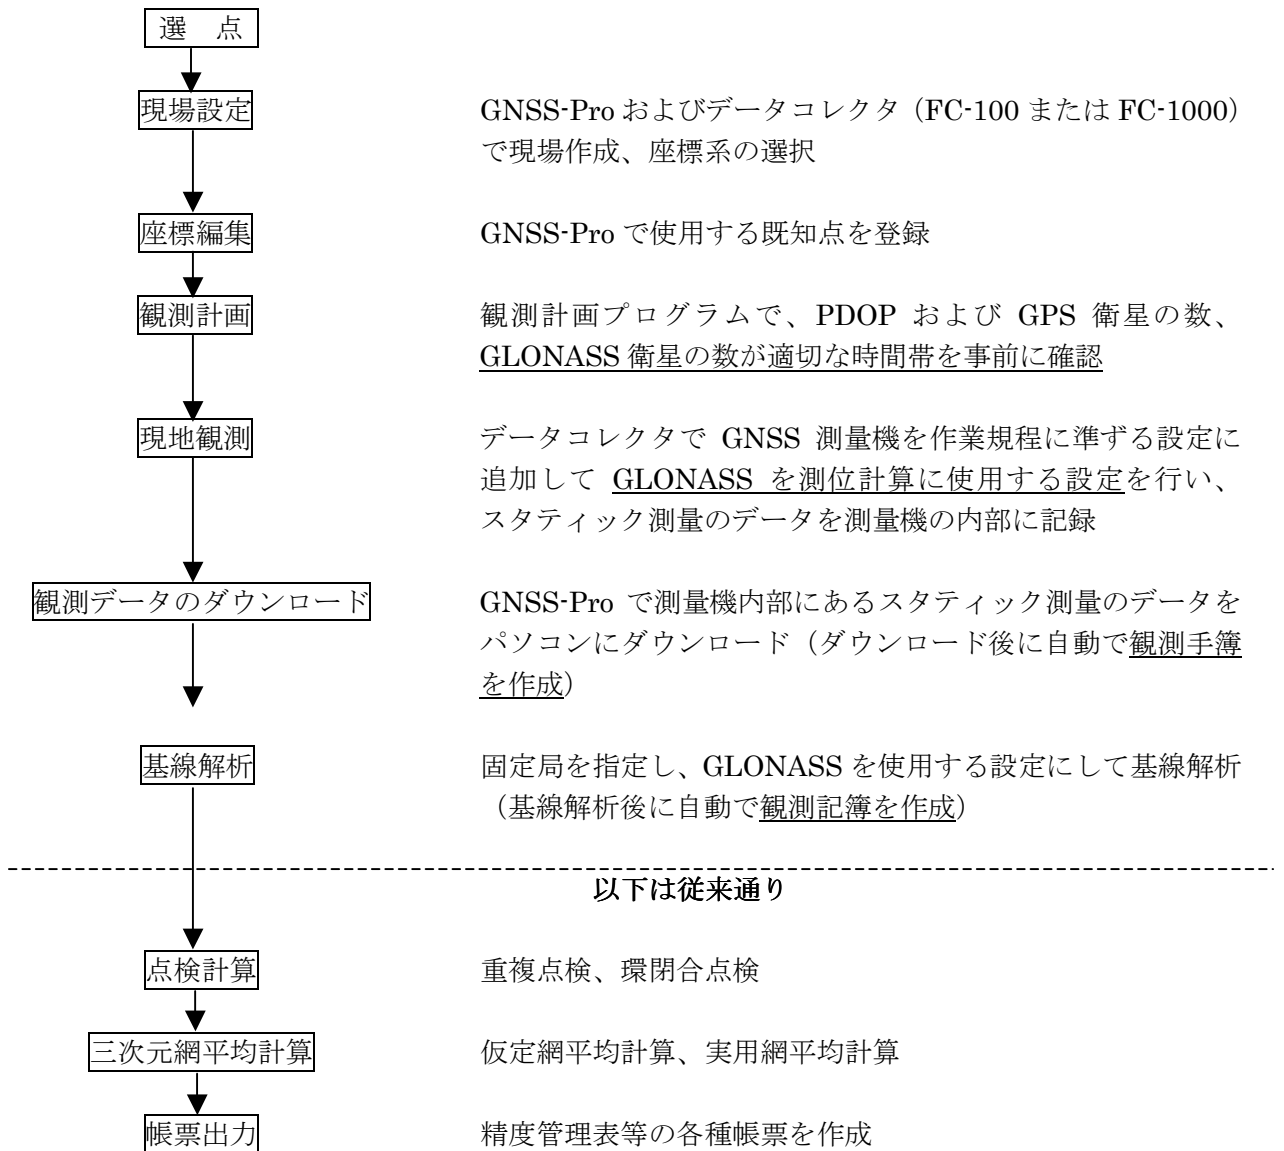 選　点
現場設定
GNSS-Pro およびデータコレクタ（FC-100 または FC-1000）
で現場作成、座標系の選択
座標編集
GNSS-Pro で使用する既知点を登録
観測計画
観測計画プログラムで、PDOP および GPS 衛星の数、
GLONASS 衛星の数が適切な時間帯を事前に確認
現地観測
データコレクタで GNSS 測量機を作業規程に準ずる設定に
追加して GLONASS を測位計算に使用する設定を行い、
スタティック測量のデータを測量機の内部に記録
観測データのダウンロード
GNSS-Pro で測量機内部にあるスタティック測量のデータを
パソコンにダウンロード（ダウンロード後に自動で観測手簿
を作成）
基線解析
固定局を指定し、GLONASS を使用する設定にして基線解析
（基線解析後に自動で観測記簿を作成）
以下は従来通り
点検計算
重複点検、環閉合点検
三次元網平均計算
仮定網平均計算、実用網平均計算
帳票出力
精度管理表等の各種帳票を作成